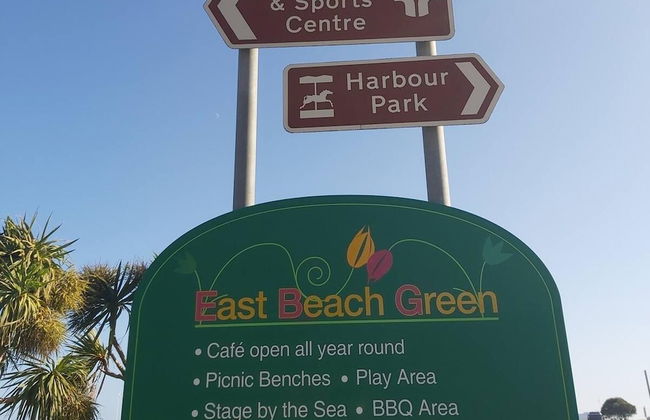 & Sports
Centre
Harbour
Park
East Beach Green
• Café open all year round
• Picnic Benches • Play Area
• Stage by the Sea • BBQ Area